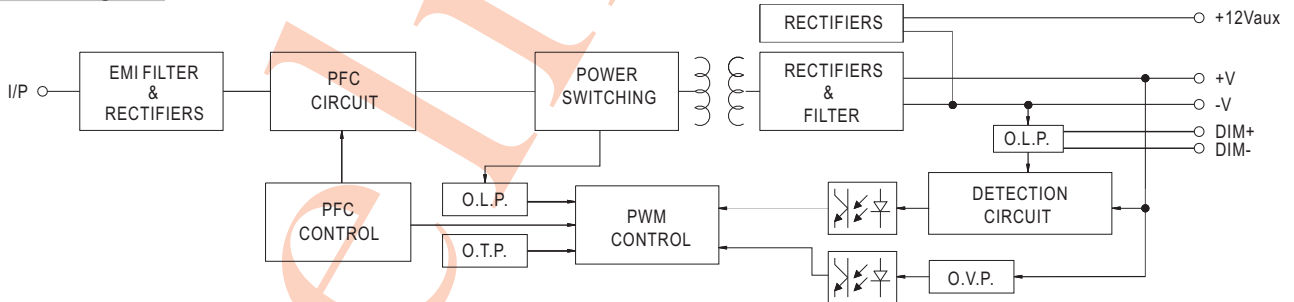 RECTIFIERS
+12Vaux
I/P
EMI FILTER
&
RECTIFIERS
PFC
CIRCUIT
POWER
SWITCHING
RECTIFIERS
&
FILTER
+V
-V
O.L.P.
DIM+
DIM-
PFC
CONTROL
O.L.P.
O.T.P.
PWM
CONTROL
DETECTION
CIRCUIT
O.V.P.